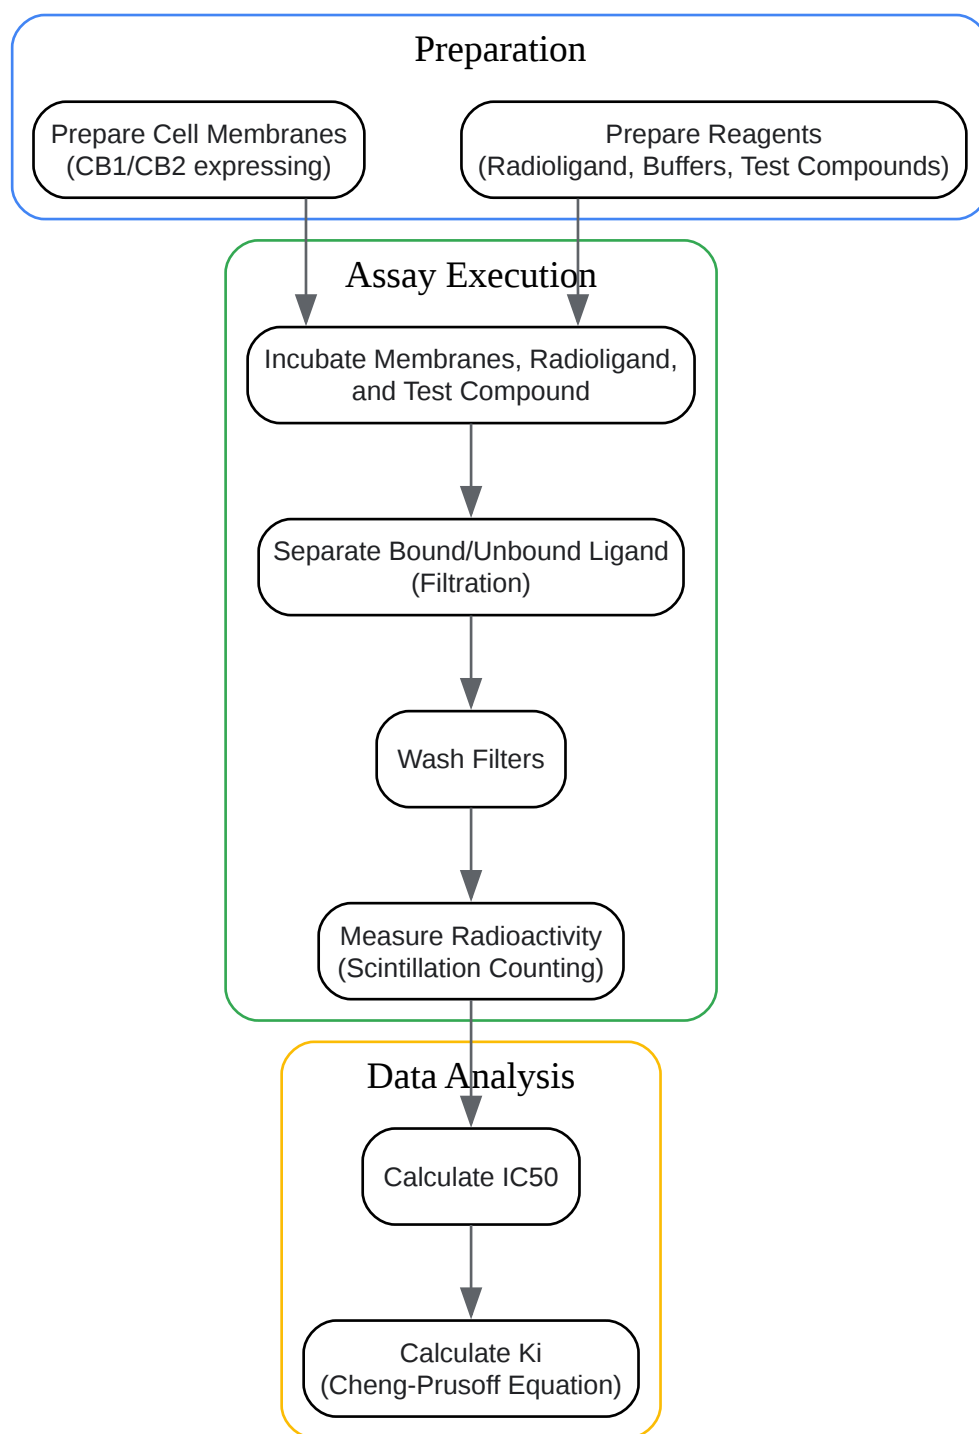 Preparation
Prepare Cell Membranes
(CB1/CB2 expressing)
Prepare Reagents
(Radioligand, Buffers, Test Compounds)
Assay Execution
Incubate Membranes, Radioligand,
and Test Compound
Separate Bound/Unbound Ligand
(Filtration)
Wash Filters
Measure Radioactivity
(Scintillation Counting)
Data Analysis
Calculate IC50
Calculate Ki
(Cheng-Prusoff Equation)